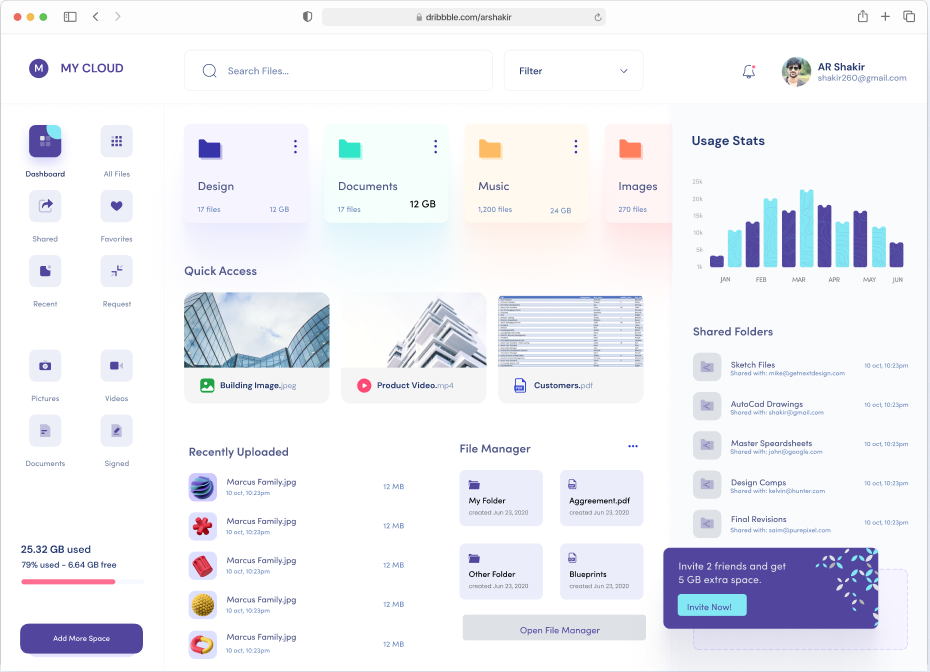 dribbble.com/arshakir
M
MY CLOUD
Search Files...
Filter
AR Shakir
shakir260@gmail.com
Dashboard
All Files
Shared
Favorites
Recent
Request
Pictures
Videos
Documents
Signed
25.32 GB used
79% used - 6.64 GB free
Add More Space
Design
17 files
12 GB
Documents
17 files
12 GB
Music
1,200 files
24 GB
Images
270 files
Quick Access
Building Image.jpeg
Product Video.mp4
Customers.pdf
Recently Uploaded
Marcus Family.jpg
10 oct, 10:23pm
12 MB
Marcus Family.jpg
10 oct, 10:23pm
12 MB
Marcus Family.jpg
10 oct, 10:23pm
12 MB
Marcus Family.jpg
10 oct, 10:23pm
12 MB
Marcus Family.jpg
10 oct, 10:23pm
12 MB
File Manager
My Folder
created Jun 23, 2020
Aggreement.pdf
created Jun 23, 2020
Other Folder
created Jun 23, 2020
Blueprints
created Jun 23, 2020
Open File Manager
Usage Stats
25k
20k
15k
10k
5k
1k
JAN
FEB
MAR
APR
MAY
JUN
Shared Folders
Sketch Files
Shared with: mike@getnextdesign.com
10 oct, 10:23pm
AutoCad Drawings
Shared with: shakir@gmail.com
10 oct, 10:23pm
Master Speardsheets
Shared with: john@google.com
10 oct, 10:23pm
Design Comps
Shared with: kelvin@hunter.com
10 oct, 10:23pm
Final Revisions
Shared with: saim@purepixel.com
10 oct, 10:23pm
Invite 2 friends and get
5 GB extra space.
Invite Now!